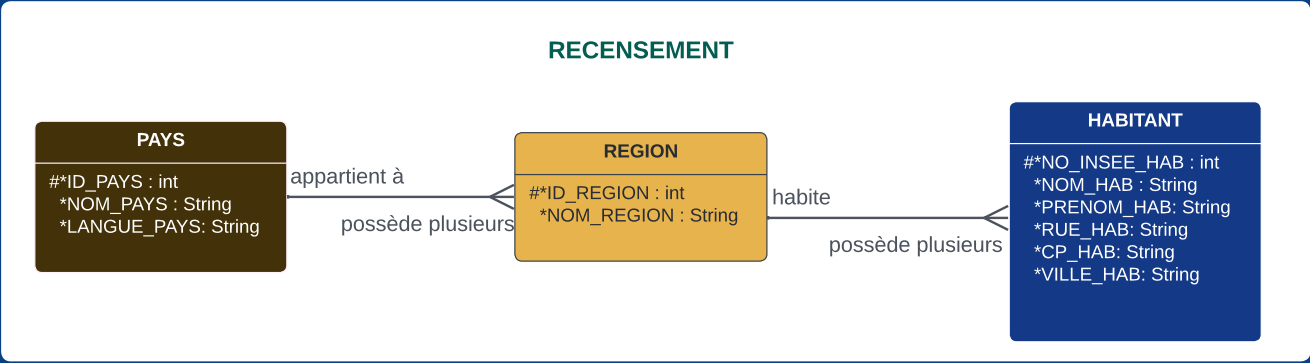 RECENSEMENT
PAYS
#*ID_PAYS : int
*NOM_PAYS : String
*LANGUE_PAYS: String
appartient à
possède plusieurs
REGION
#*ID_REGION : int
*NOM_REGION : String
habite
possède plusieurs
HABITANT
#*NO_INSEE_HAB : int
*NOM_HAB : String
*PRENOM_HAB: String
*RUE_HAB: String
*CP_HAB: String
*VILLE_HAB: String